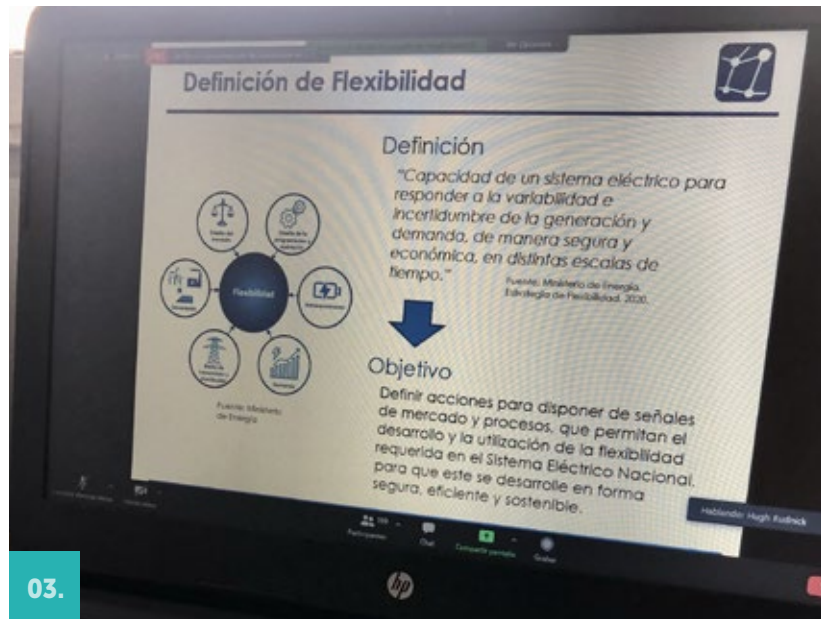 Definición de Flexibilidad
Definición
"Capacidad de un sistema eléctrico para
responder a la variabilidad e
incertidumbre de la generación y
demanda, de manera segura y
económica, en distintas escalas de
tiempo."
Fuente: Ministerio de Energía.
Estrategia de Flexibilidad. 2020.
Flexibilidad
Fuente: Ministerio
de Energía
Objetivo
Definir acciones para disponer de señales
de mercado y procesos, que permitan el
desarrollo y la utilización de la flexibilidad
requerida en el Sistema Eléctrico Nacional,
para que este se desarrolle en forma
segura, eficiente y sostenible.
Hablando: Hugh Rudnick
Participantes
Chat
Compartir pantalla
Grabar
hp
03.